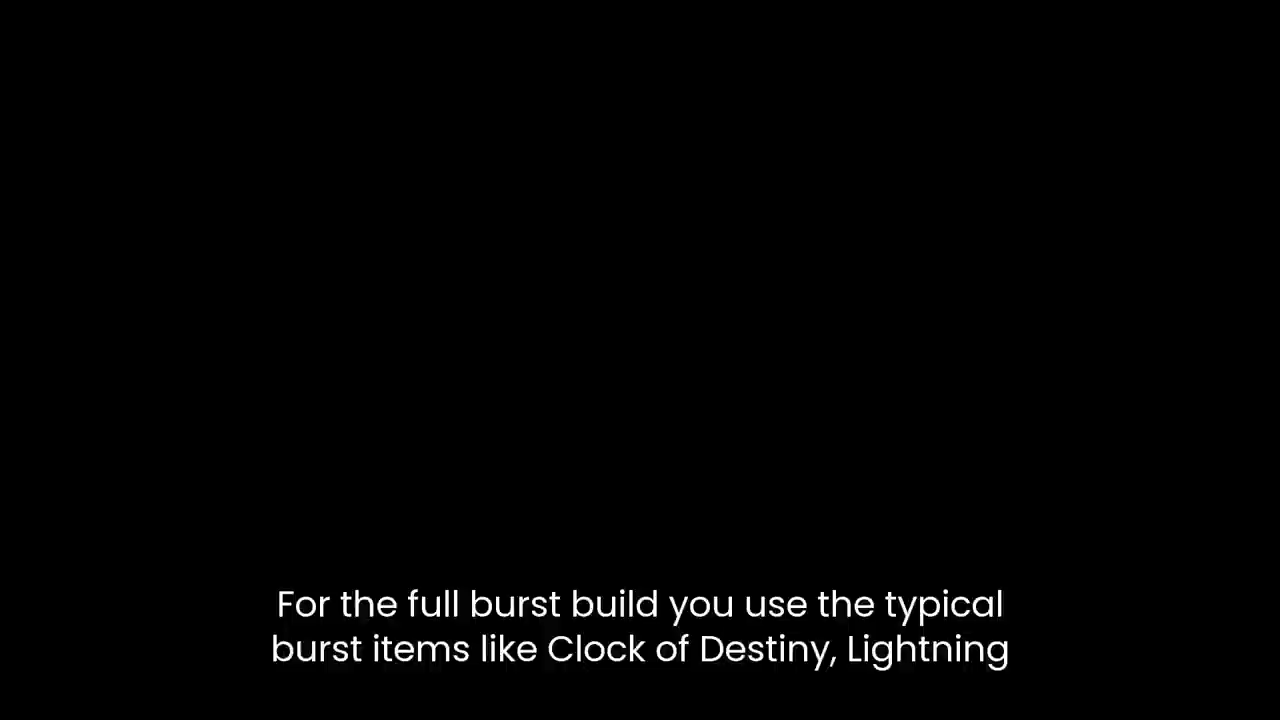 For the full burst build you use the typical
burst items like Clock of Destiny, Lightning